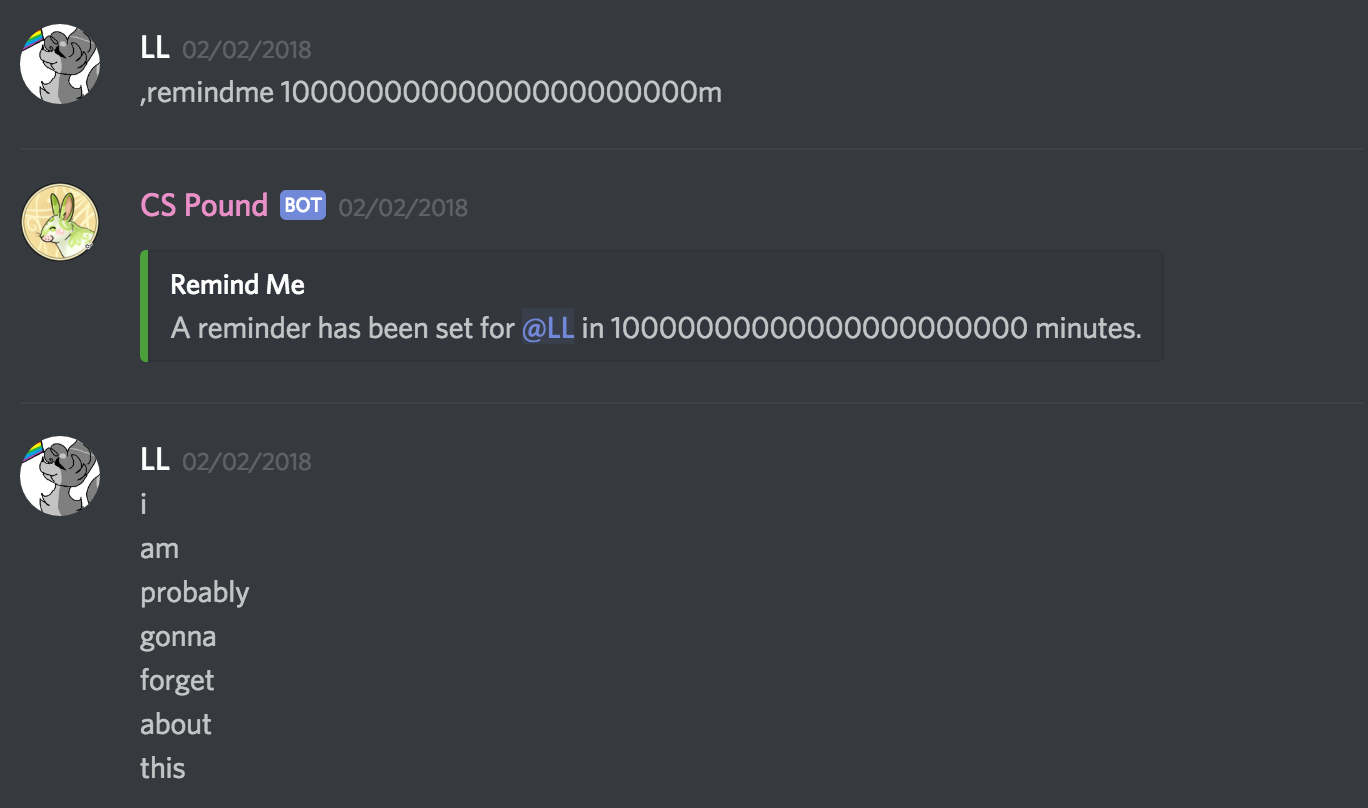 LL 02/02/2018
,remindme 10000000000000000000000m
CS Pound BOT 02/02/2018
Remind Me
A reminder has been set for @LL in 10000000000000000000000 minutes.
LL 02/02/2018
i
am
probably
gonna
forget
about
this